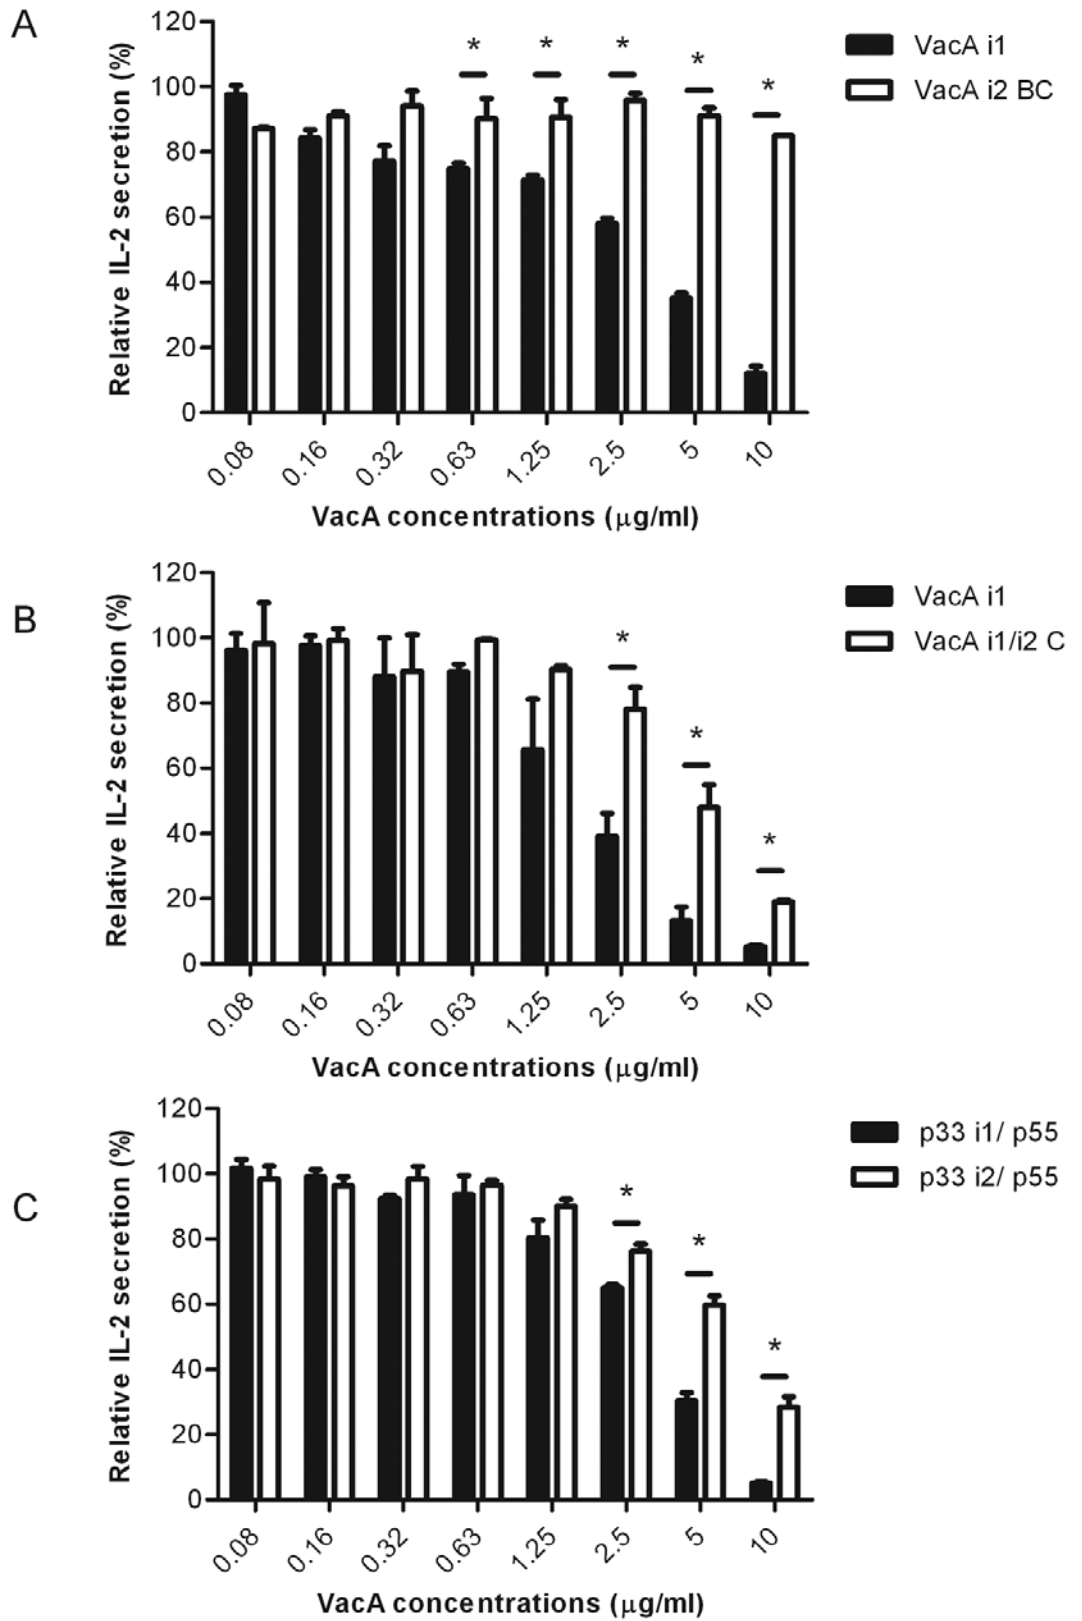 A
120
100
80
60
40
20
0
Relative IL-2 secretion (%)
* * * * *
VacA i1
VacA i2 BC
0.08 0.16 0.32 0.63 1.25 2.5 5 10
VacA concentrations (μg/ml)
B
120
100
80
60
40
20
0
Relative IL-2 secretion (%)
* * *
VacA i1
VacA i1/i2 C
0.08 0.16 0.32 0.63 1.25 2.5 5 10
VacA concentrations (μg/ml)
C
120
100
80
60
40
20
0
Relative IL-2 secretion (%)
* * *
p33 i1/ p55
p33 i2/ p55
0.08 0.16 0.32 0.63 1.25 2.5 5 10
VacA concentrations (μg/ml)